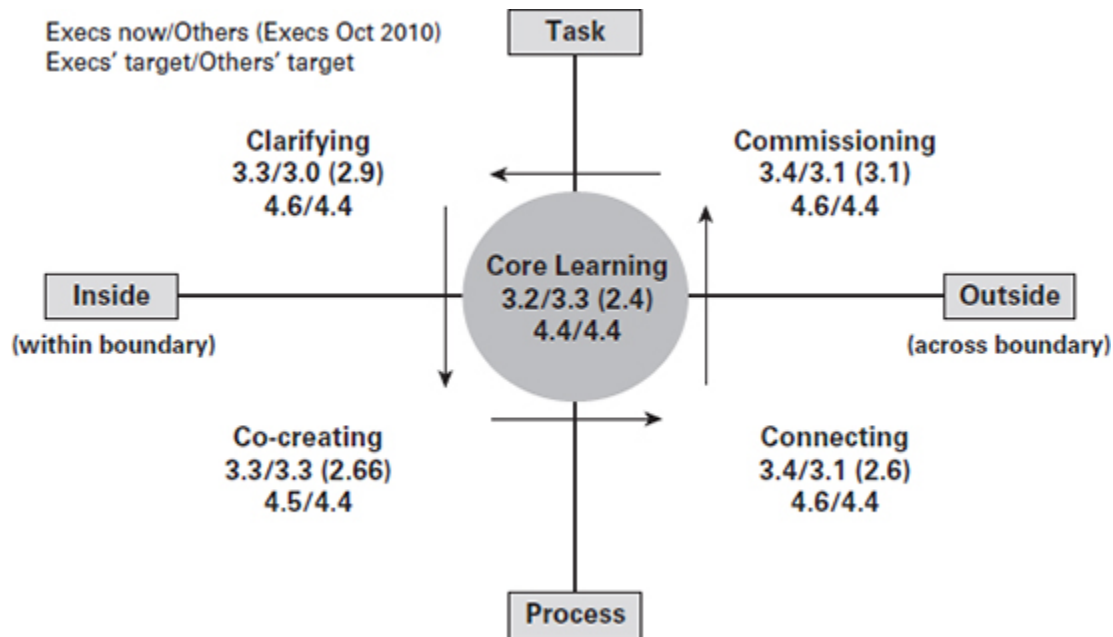 Execs now/Others (Execs Oct 2010)
Execs' target/Others' target
Task
Clarifying
3.3/3.0 (2.9)
4.6/4.4
Commissioning
3.4/3.1 (3.1)
4.6/4.4
Core Learning
3.2/3.3 (2.4)
4.4/4.4
Inside
(within boundary)
Outside
(across boundary)
Co-creating
3.3/3.3 (2.66)
4.5/4.4
Connecting
3.4/3.1 (2.6)
4.6/4.4
Process